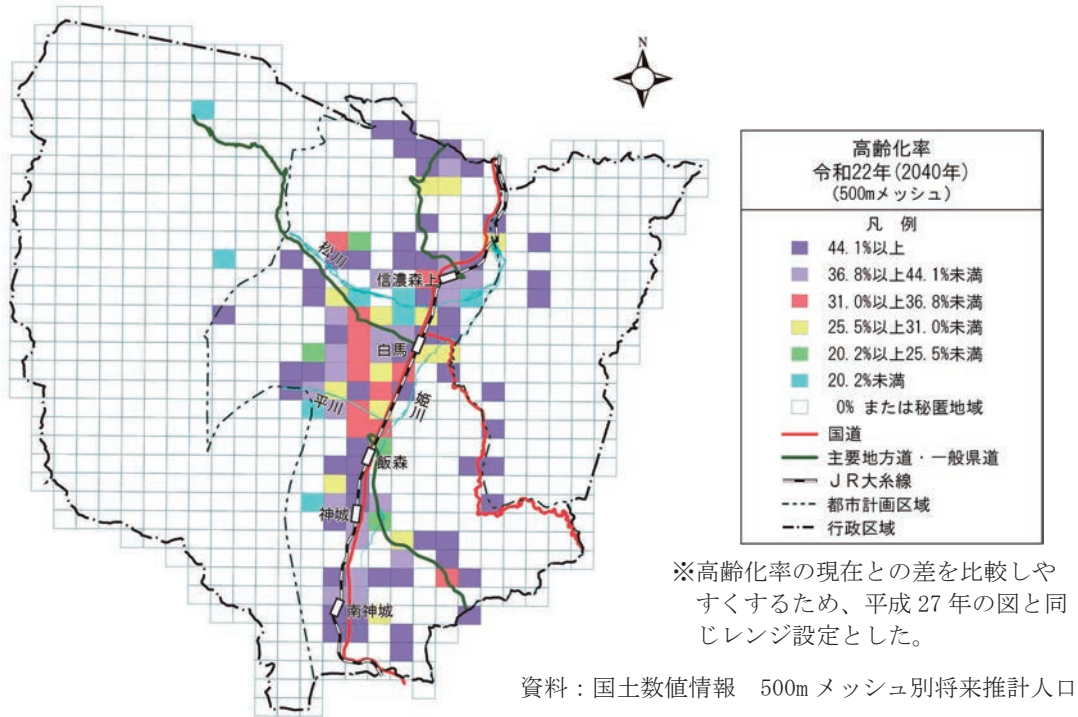 N
松川
信濃森上
白馬
姫川
平川
飯森
神城
南神城
高齢化率
令和22年(2040年)
(500mメッシュ)
凡 例
44.1%以上
36.8%以上44.1%未満
31.0%以上36.8%未満
25.5%以上31.0%未満
20.2%以上25.5%未満
20.2%未満
0% または秘匿地域
国道
主要地方道・一般県道
JR大糸線
都市計画区域
行政区域
※高齢化率の現在との差を比較しや
すくするため、平成 27 年の図と同
じレンジ設定とした。
資料：国土数値情報 500m メッシュ別将来推計人口